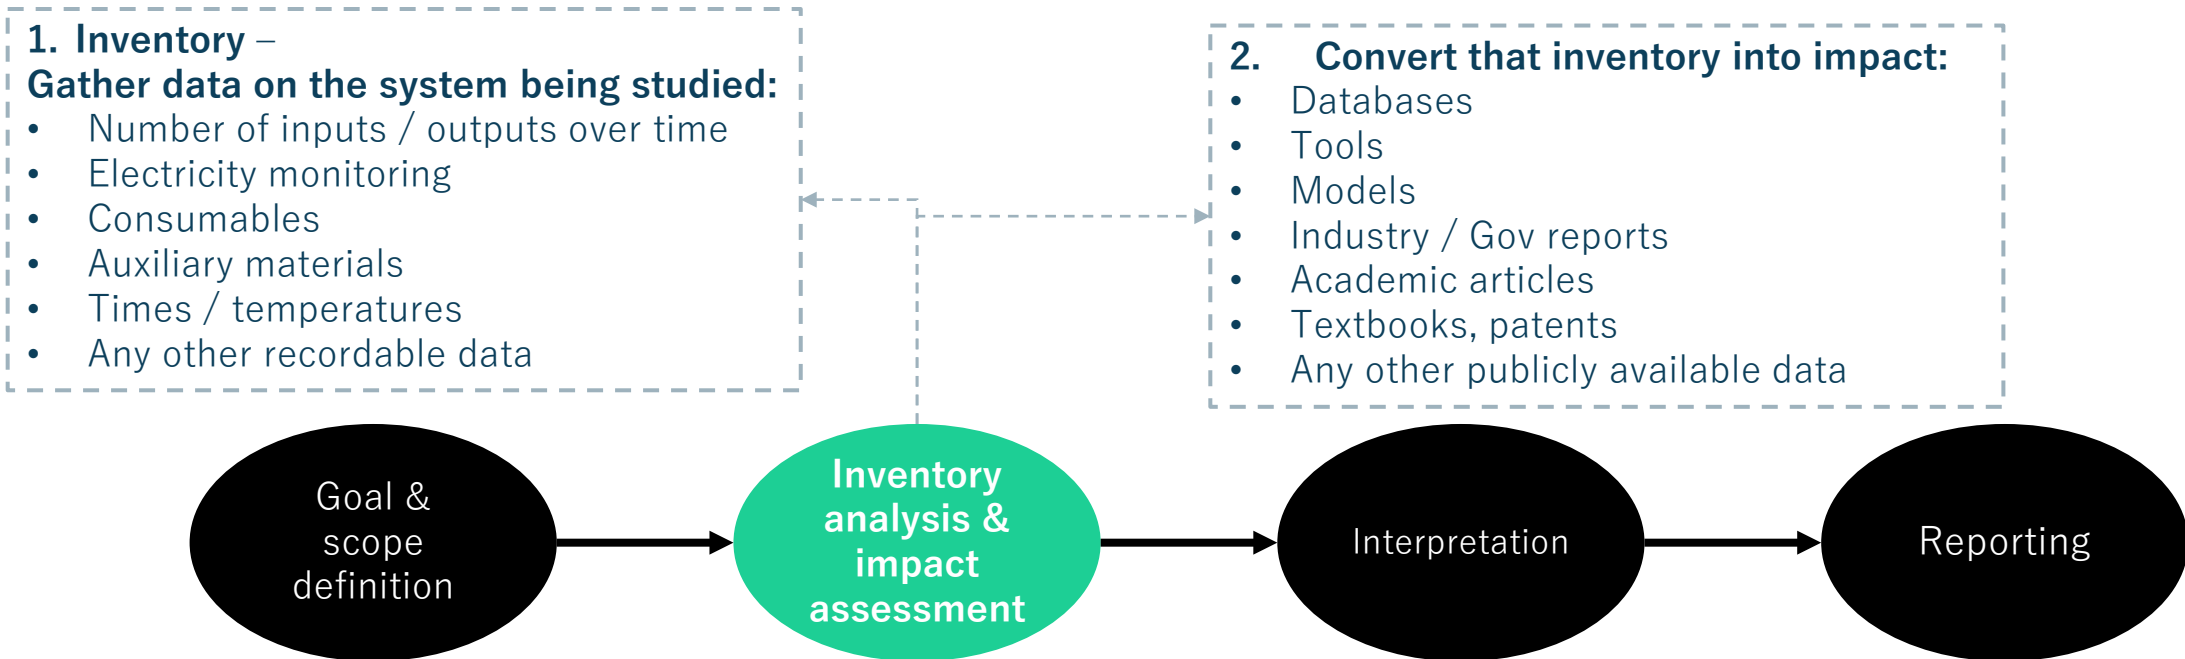 1. Inventory –
Gather data on the system being studied:
• Number of inputs / outputs over time
• Electricity monitoring
• Consumables
• Auxiliary materials
• Times / temperatures
• Any other recordable data
2. Convert that inventory into impact:
• Databases
• Tools
• Models
• Industry / Gov reports
• Academic articles
• Textbooks, patents
• Any other publicly available data
Goal &
scope
definition
Inventory
analysis &
impact
assessment
Interpretation
Reporting